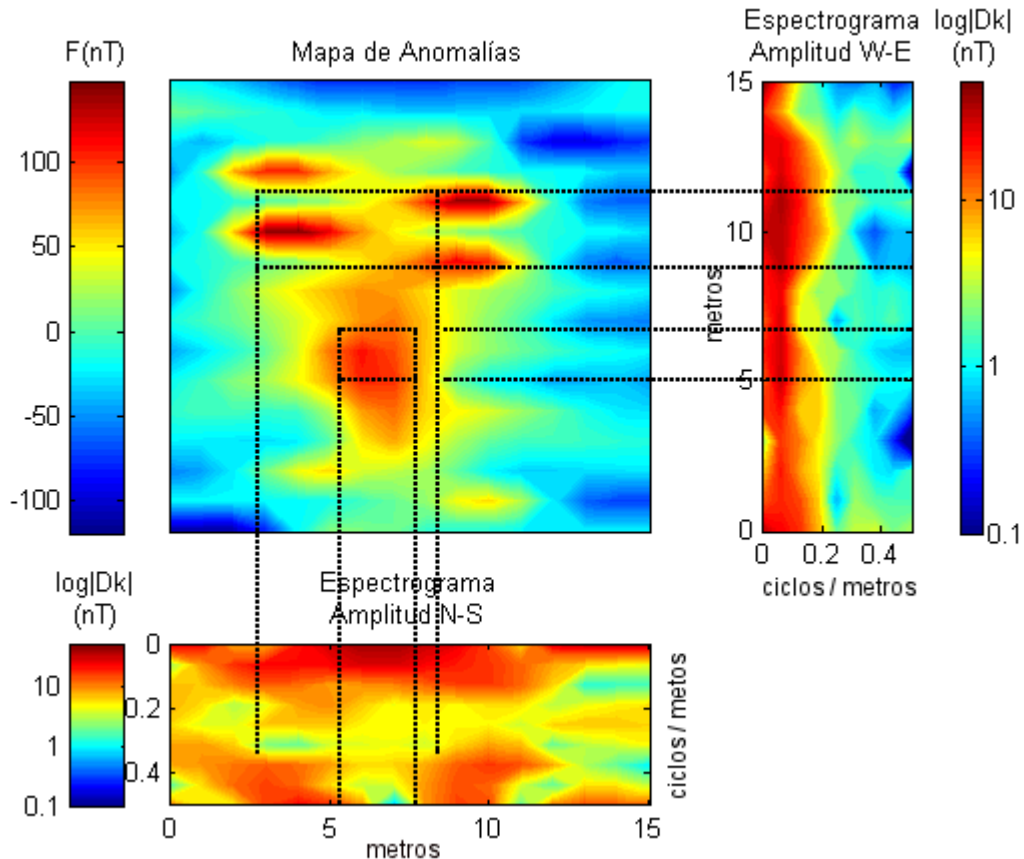 F(nT)
100
50
0
-50
-100
Mapa de Anomalías
Espectrograma
Amplitud W-E
15
10
5
0
metros
0 0.2 0.4
ciclos / metros
log|Dk|
(nT)
10
1
0.1
log|Dk|
(nT)
10
1
0.1
Espectrograma
Amplitud N-S
0
0.2
0.4
ciclos / metos
0 5 10 15
metros